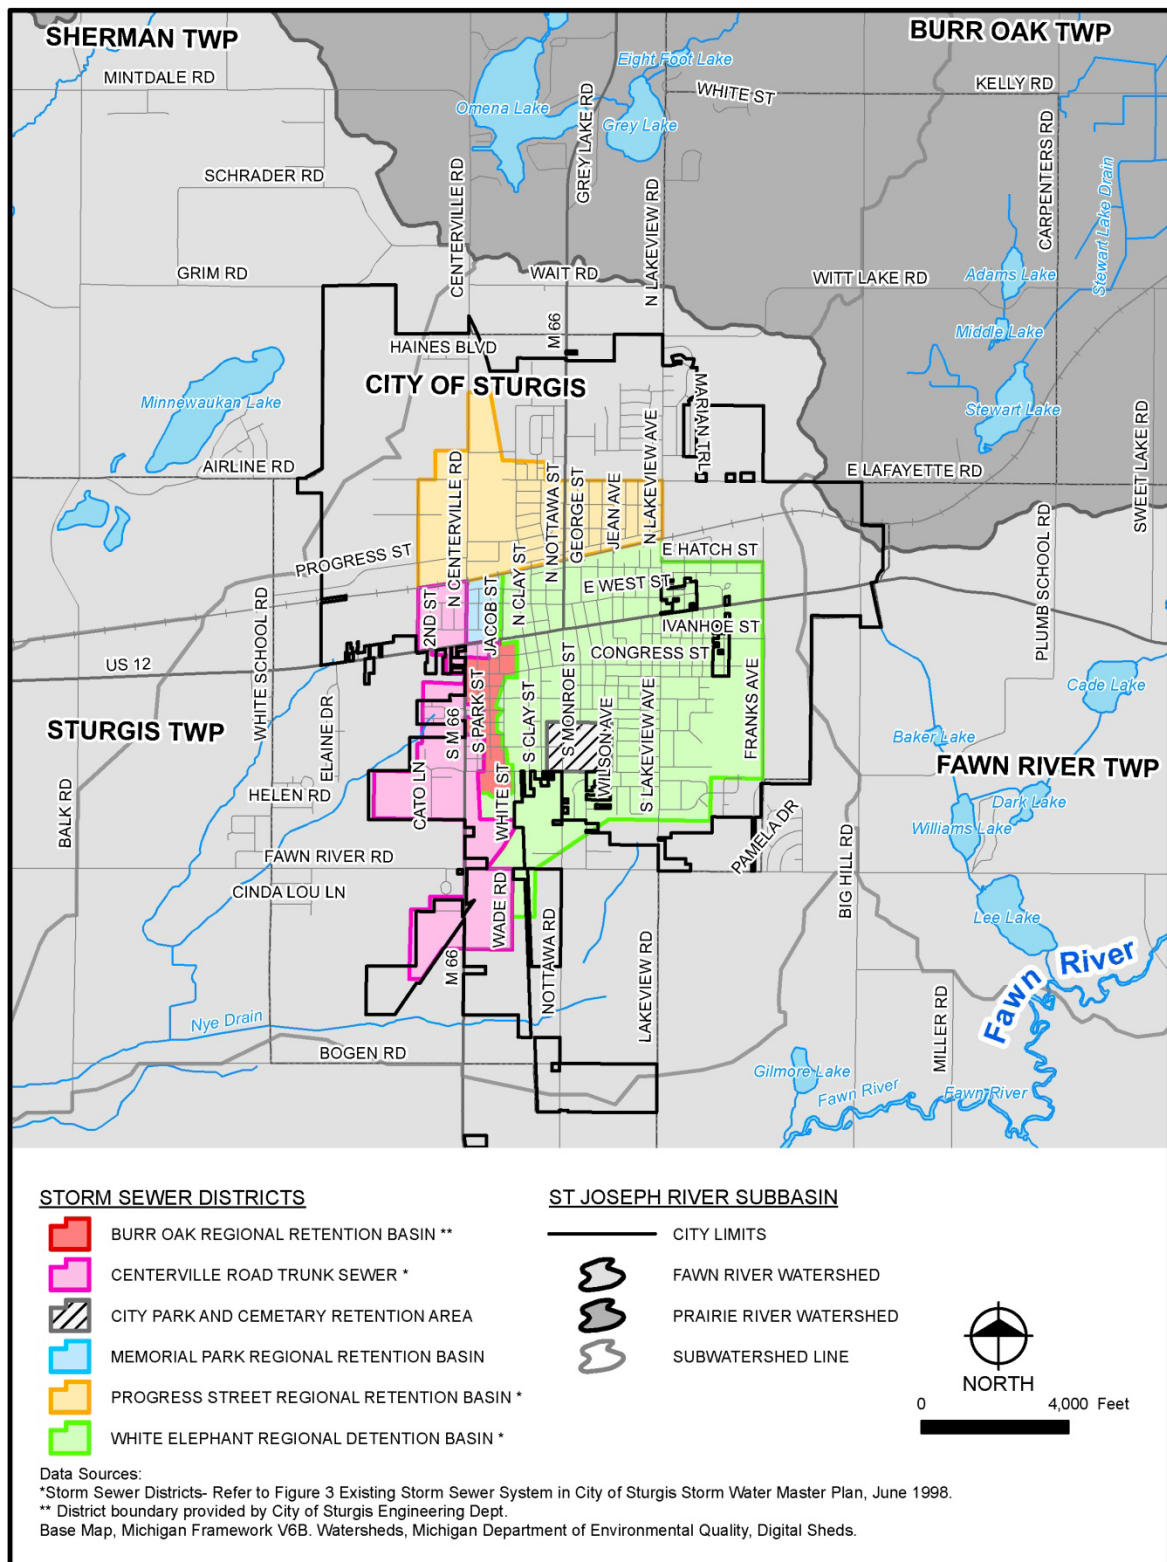 SHERMAN TWP
BURR OAK TWP
MINTDALE RD
Eight Foot Lake
KELLY RD
WHITE ST
Omena Lake
GREY LAKE RD
Grey Lake
CARPENTERS RD
SCHRADER RD
CENTERVILLE RD
N LAKEVIEW RD
Stewart Lake Drain
GRIM RD
WAIT RD
WITT LAKE RD
Adams Lake
M 66
Middle Lake
HAINES BLVD
CITY OF STURGIS
MARIAN TRL
Minnewaukan Lake
Stewart Lake
SWEET LAKE RD
AIRLINE RD
N CENTERVILLE RD
N NOTTAWA ST
GEORGE ST
JEAN AVE
N LAKEVIEW AVE
E LAFAYETTE RD
PLUMB SCHOOL RD
PROGRESS ST
E HATCH ST
2ND ST
JACOB ST
N CLAY ST
E WEST ST
WHITE SCHOOL RD
IVANHOE ST
CONGRESS ST
US 12
S PARK ST
S M 66
S CLAY ST
S MONROE ST
WILSON AVE
S LAKEVIEW AVE
FRANKS AVE
Cade Lake
STURGIS TWP
ELAINE DR
Baker Lake
FAWN RIVER TWP
BALK RD
HELEN RD
CATO LN
WHITE ST
Dark Lake
Williams Lake
PAMELA DR
FAWN RIVER RD
CINDA LOU LN
BIG HILL RD
WADE RD
Lee Lake
NOTTAWA RD
LAKEVIEW RD
M 66
Fawn River
Nye Drain
MILLER RD
BOGEN RD
Gilmore Lake
Fawn River
Fawn River
STORM SEWER DISTRICTS
BURR OAK REGIONAL RETENTION BASIN **
CENTERVILLE ROAD TRUNK SEWER *
CITY PARK AND CEMETARY RETENTION AREA
MEMORIAL PARK REGIONAL RETENTION BASIN
PROGRESS STREET REGIONAL RETENTION BASIN *
WHITE ELEPHANT REGIONAL DETENTION BASIN *
ST JOSEPH RIVER SUBBASIN
CITY LIMITS
FAWN RIVER WATERSHED
PRAIRIE RIVER WATERSHED
SUBWATERSHED LINE
NORTH
0 4,000 Feet
Data Sources:
*Storm Sewer Districts- Refer to Figure 3 Existing Storm Sewer System in City of Sturgis Storm Water Master Plan, June 1998.
** District boundary provided by City of Sturgis Engineering Dept.
Base Map, Michigan Framework V6B. Watersheds, Michigan Department of Environmental Quality, Digital Sheds.